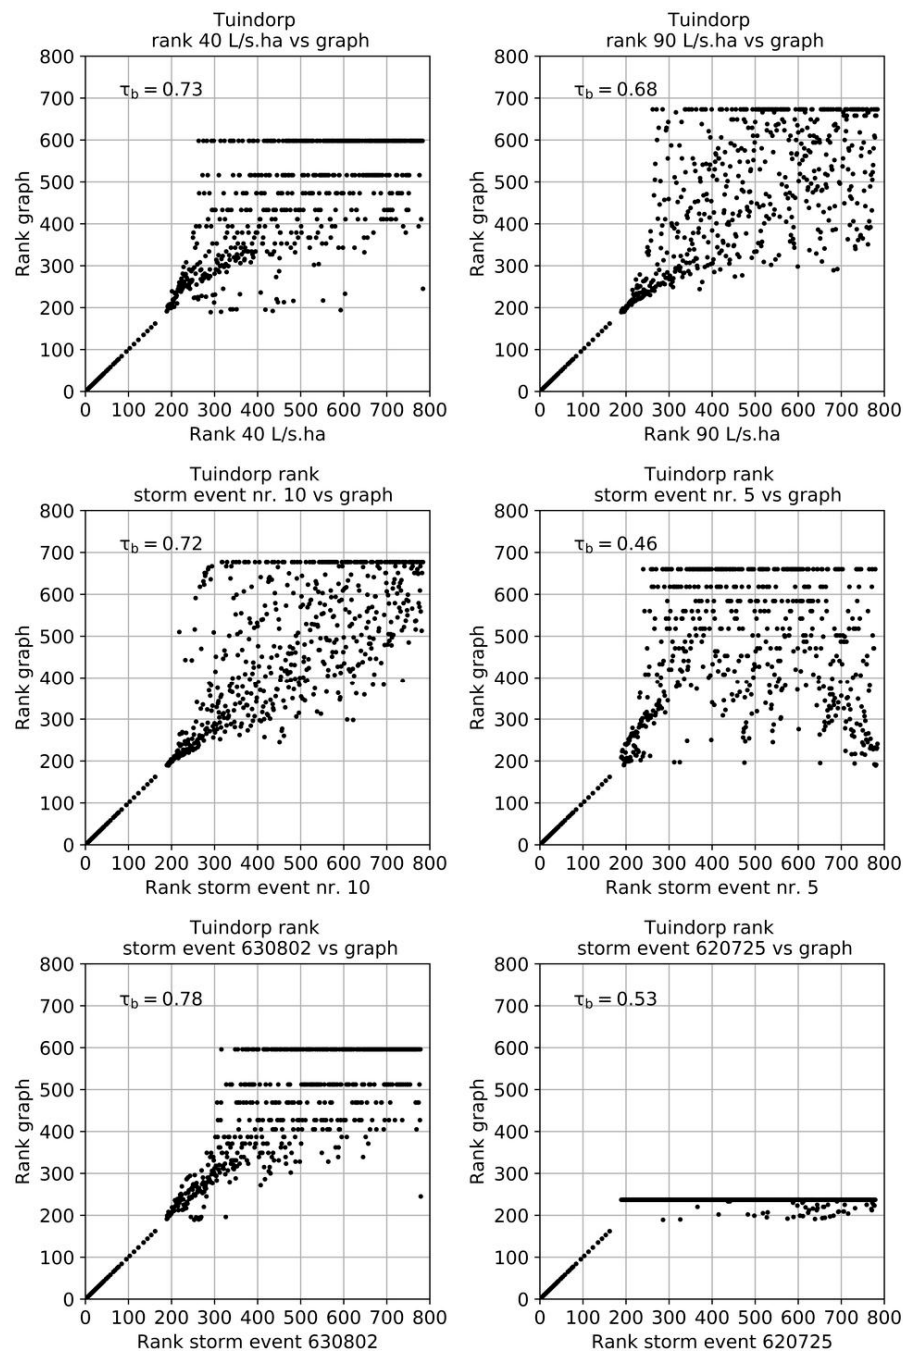 Tuindorp
rank 40 L/s.ha vs graph
τb = 0.73
800
700
600
500
400
300
200
100
0
Rank graph
0 100 200 300 400 500 600 700 800
Rank 40 L/s.ha
Tuindorp
rank 90 L/s.ha vs graph
τb = 0.68
800
700
600
500
400
300
200
100
0
Rank graph
0 100 200 300 400 500 600 700 800
Rank 90 L/s.ha
Tuindorp rank
storm event nr. 10 vs graph
τb = 0.72
800
700
600
500
400
300
200
100
0
Rank graph
0 100 200 300 400 500 600 700 800
Rank storm event nr. 10
Tuindorp rank
storm event nr. 5 vs graph
τb = 0.46
800
700
600
500
400
300
200
100
0
Rank graph
0 100 200 300 400 500 600 700 800
Rank storm event nr. 5
Tuindorp rank
storm event 630802 vs graph
τb = 0.78
800
700
600
500
400
300
200
100
0
Rank graph
0 100 200 300 400 500 600 700 800
Rank storm event 630802
Tuindorp rank
storm event 620725 vs graph
τb = 0.53
800
700
600
500
400
300
200
100
0
Rank graph
0 100 200 300 400 500 600 700 800
Rank storm event 620725